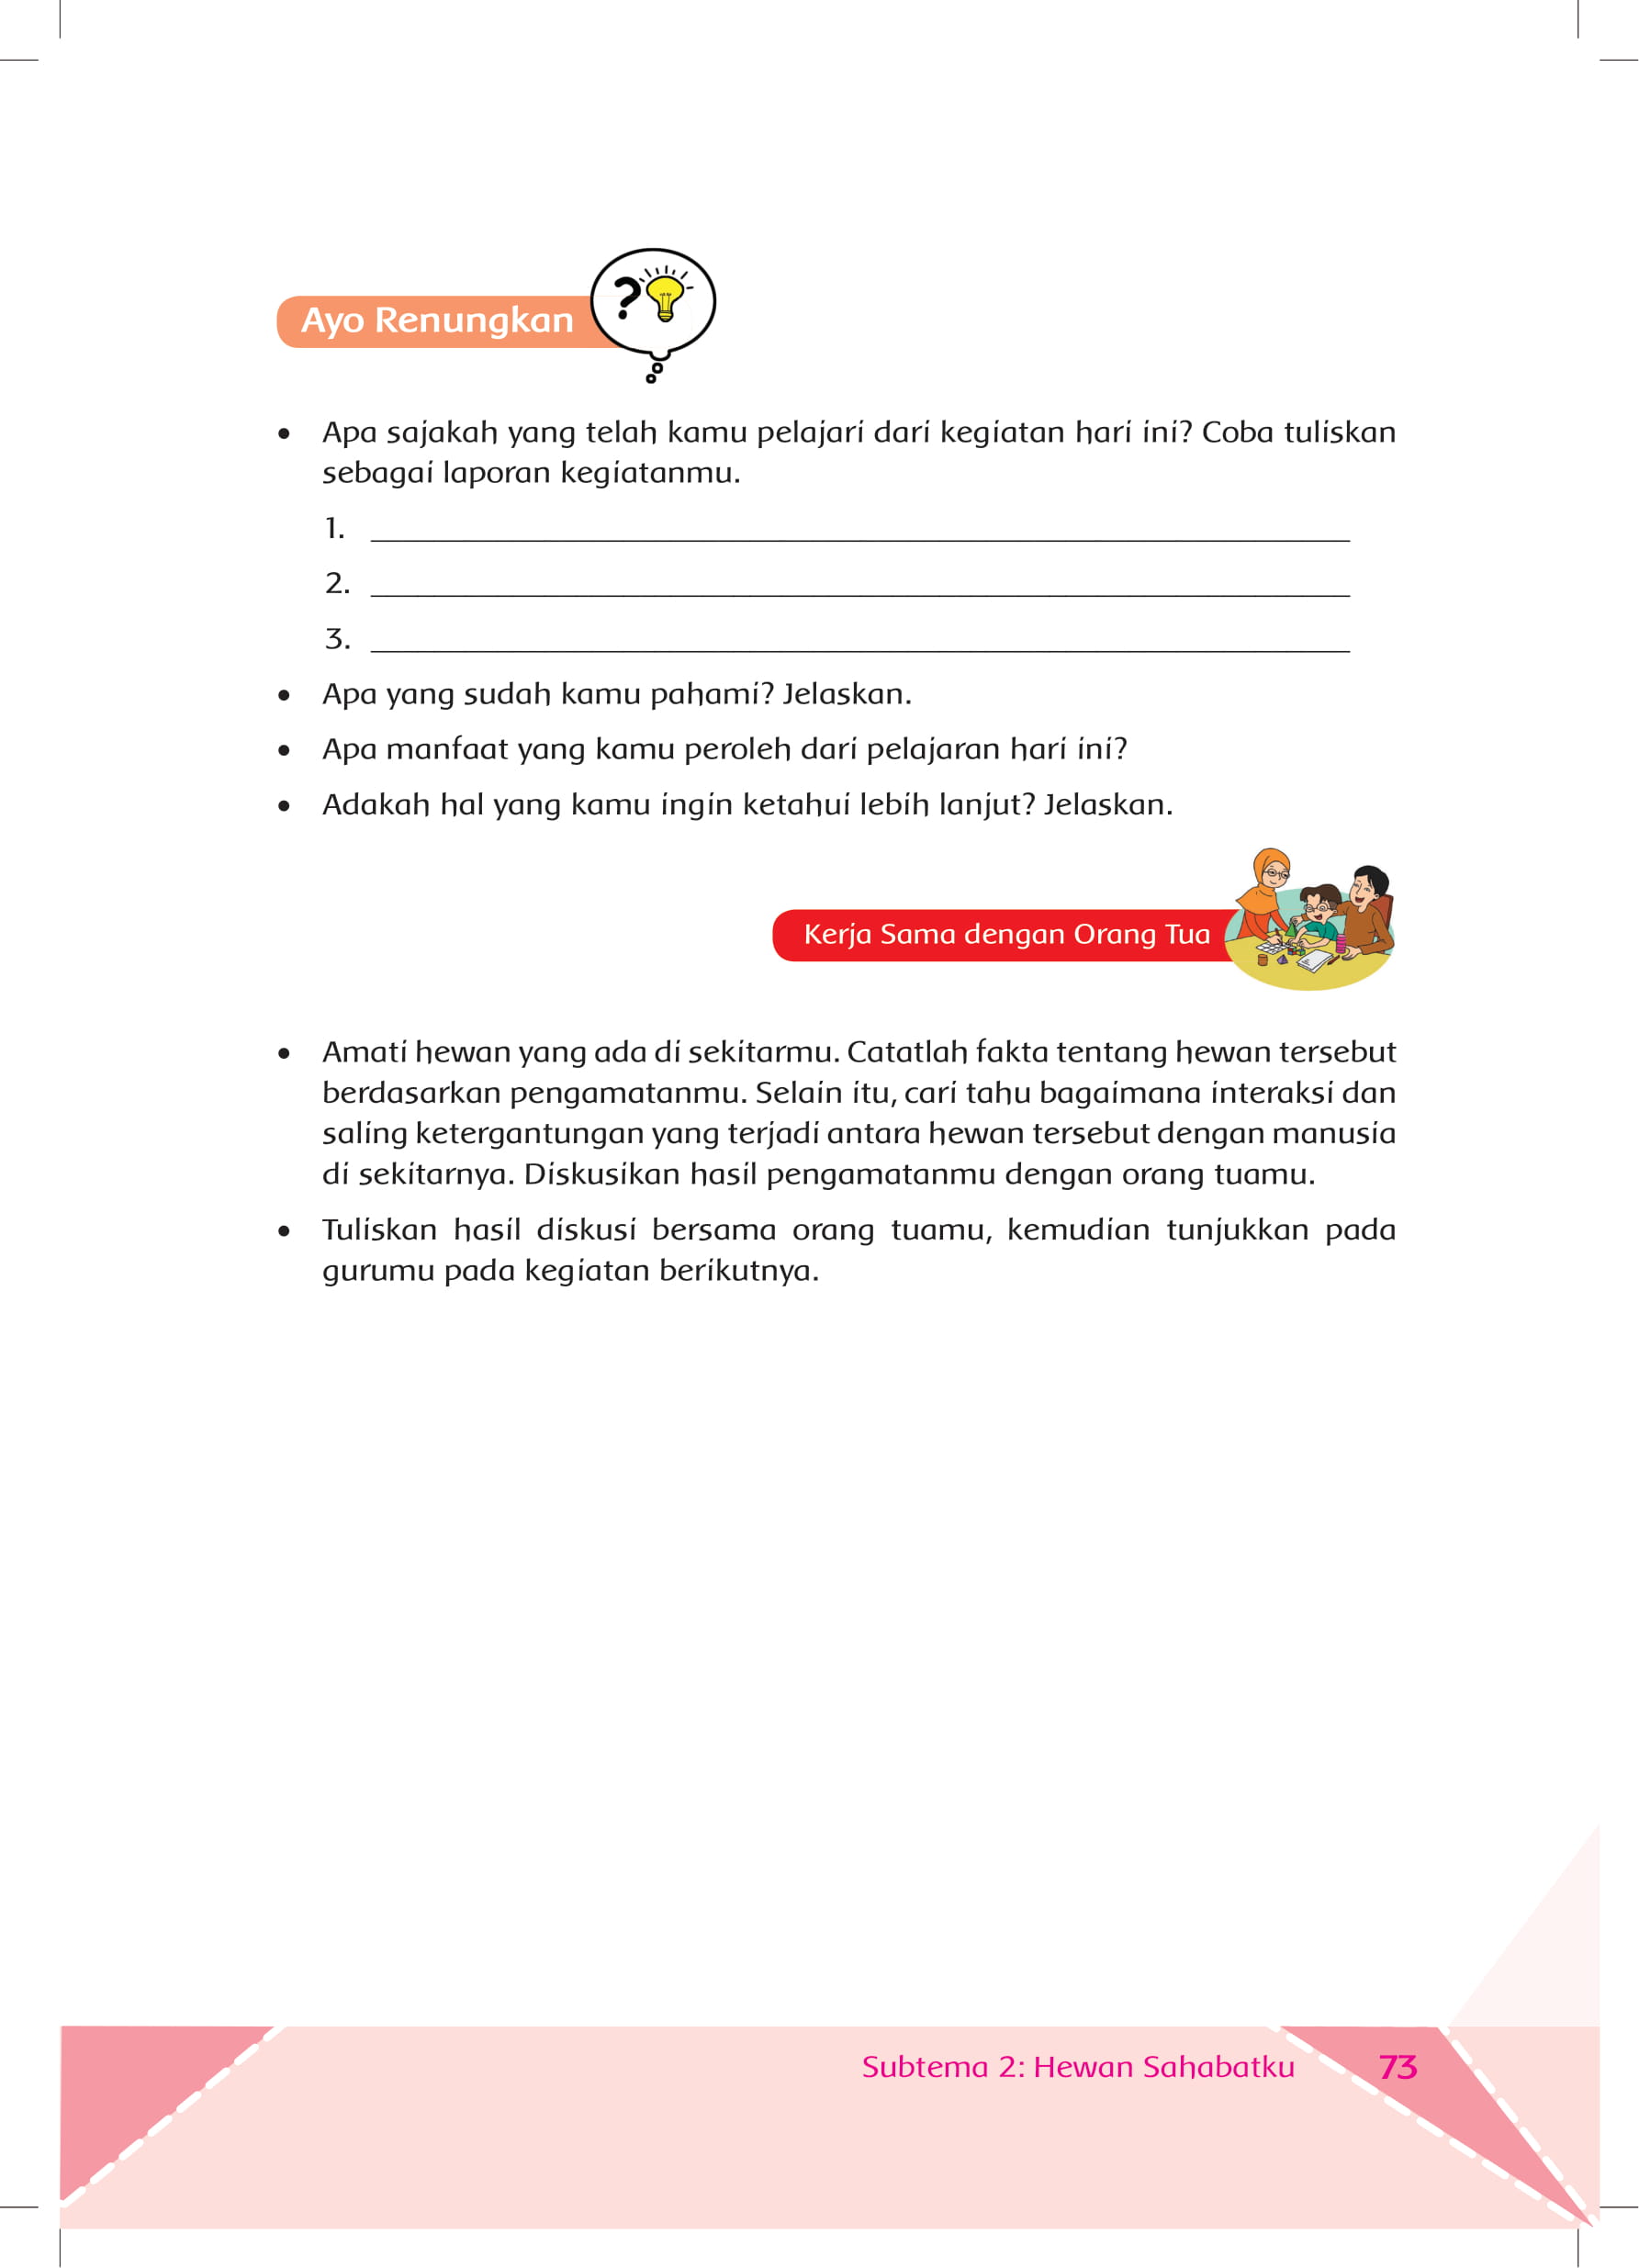 Ayo Renungkan
?
• Apa sajakah yang telah kamu pelajari dari kegiatan hari ini? Coba tuliskan
sebagai laporan kegiatanmu.
1. ______________________________
2. ______________________________
3. ______________________________
• Apa yang sudah kamu pahami? Jelaskan.
• Apa manfaat yang kamu peroleh dari pelajaran hari ini?
• Adakah hal yang kamu ingin ketahui lebih lanjut? Jelaskan.
Kerja Sama dengan Orang Tua
• Amati hewan yang ada di sekitarmu. Catatlah fakta tentang hewan tersebut
berdasarkan pengamatanmu. Selain itu, cari tahu bagaimana interaksi dan
saling ketergantungan yang terjadi antara hewan tersebut dengan manusia
di sekitarnya. Diskusikan hasil pengamatanmu dengan orang tuamu.
• Tuliskan hasil diskusi bersama orang tuamu, kemudian tunjukkan pada
gurumu pada kegiatan berikutnya.
Subtema 2: Hewan Sahabatku 73